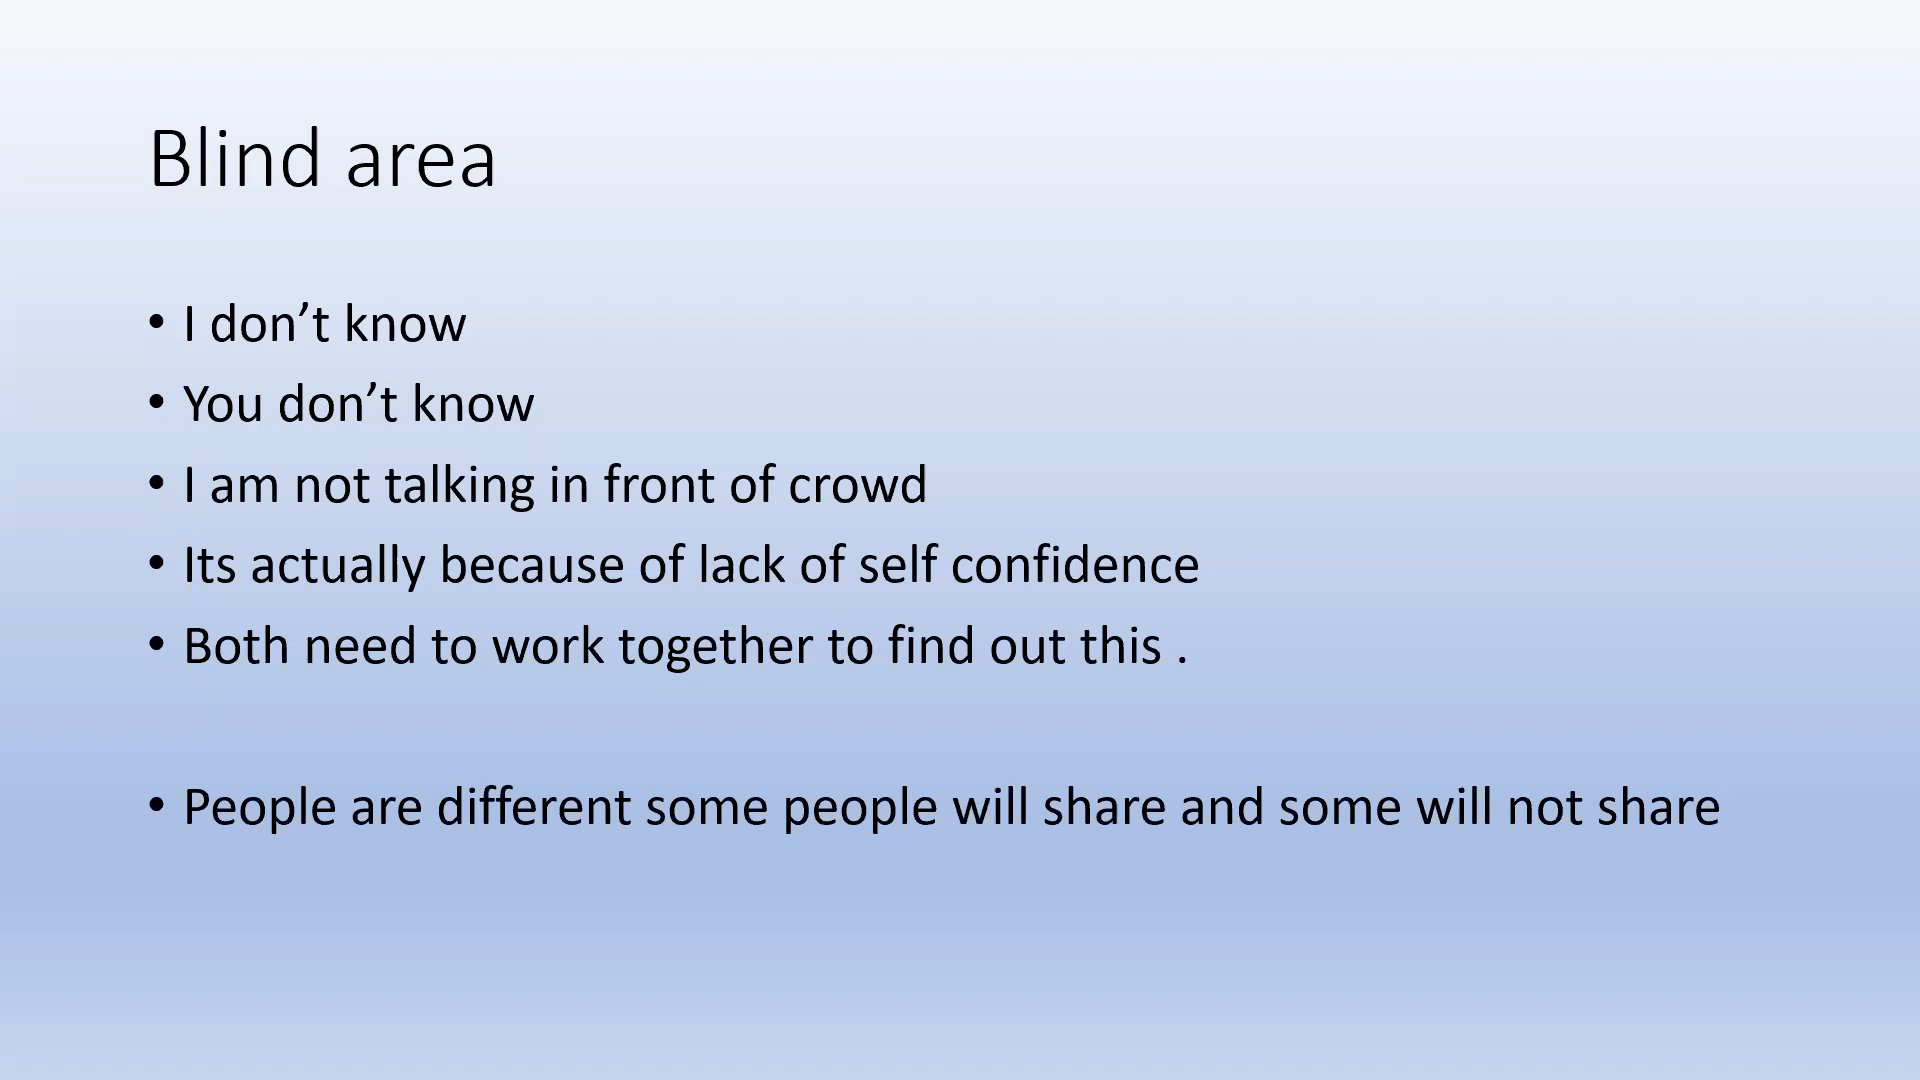 Blind area
• I don’t know
• You don’t know
• I am not talking in front of crowd
• Its actually because of lack of self confidence
• Both need to work together to find out this .
• People are different some people will share and some will not share